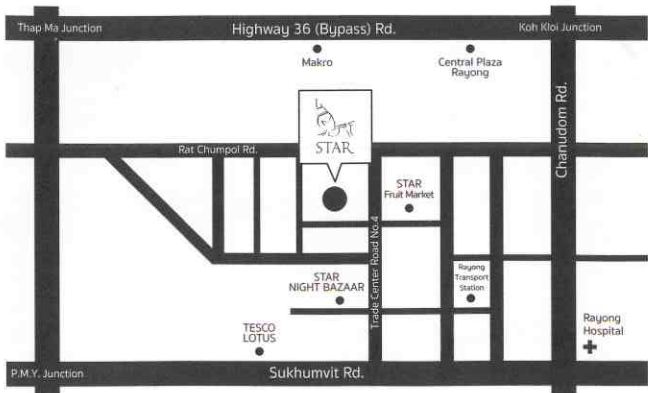 Thap Ma Junction
Highway 36 (Bypass) Rd.
Koh Kloi Junction
Makro
Central Plaza
Rayong
Chanudom Rd.
STAR
Rat Chumpol Rd.
STAR
Fruit Market
Trade Center Road No.4
STAR
NIGHT BAZAAR
Rayong
Transport
Station
TESCO
LOTUS
Rayong
Hospital
P.M.Y. Junction
Sukhumvit Rd.